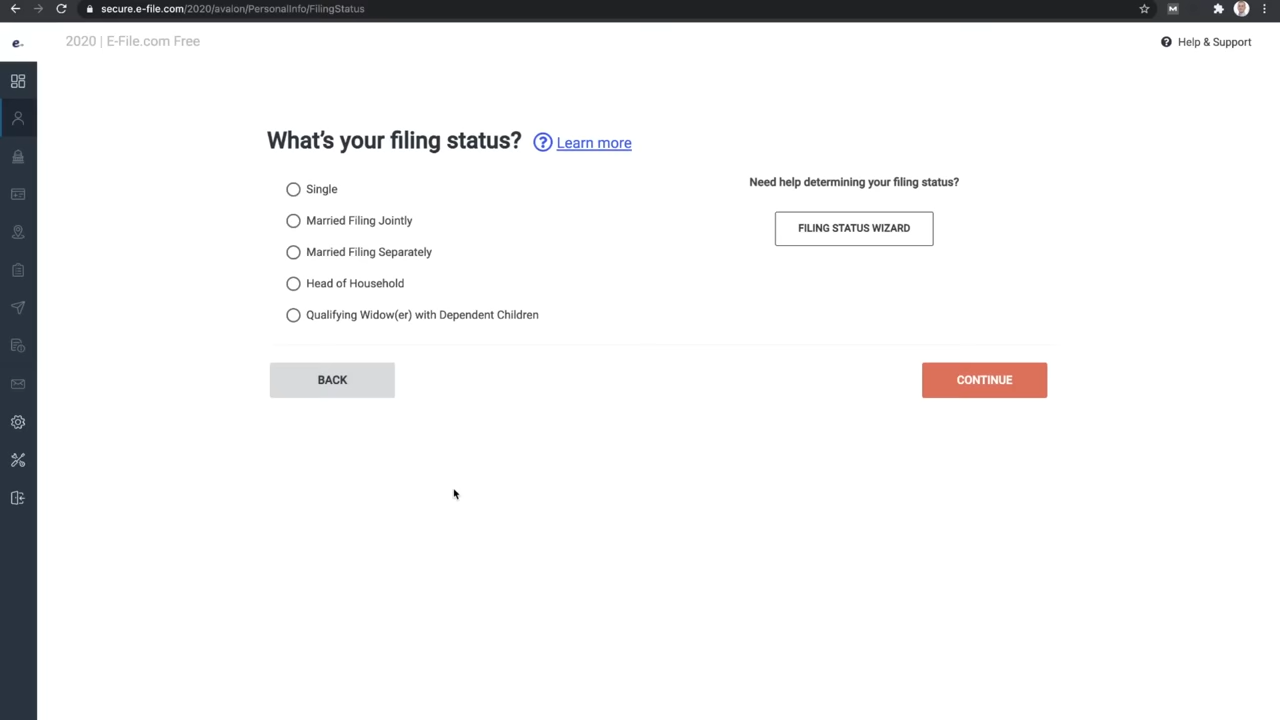 secure.e-file.com/2020/avalon/PersonalInfo/FilingStatus
M
e
2020 | E-File.com Free
Help & Support
What's your filing status?
Learn more
Single
Married Filing Jointly
Married Filing Separately
Head of Household
Qualifying Widow(er) with Dependent Children
Need help determining your filing status?
FILING STATUS WIZARD
BACK
CONTINUE